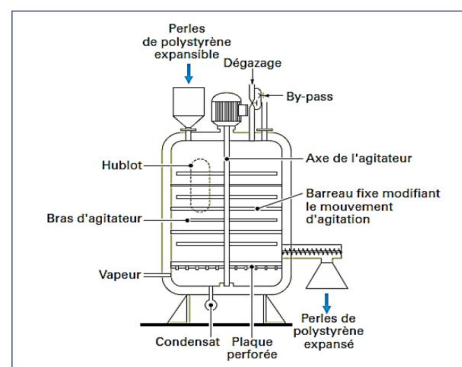 Perles
de polystyrène
expansible
Dégazage
By-pass
Hublot
Axe de l'agitateur
Barreau fixe modifiant
le mouvement
d'agitation
Bras d'agitateur
Vapeur
Condensat
Plaque
perforée
Perles de
polystyrène
expansé